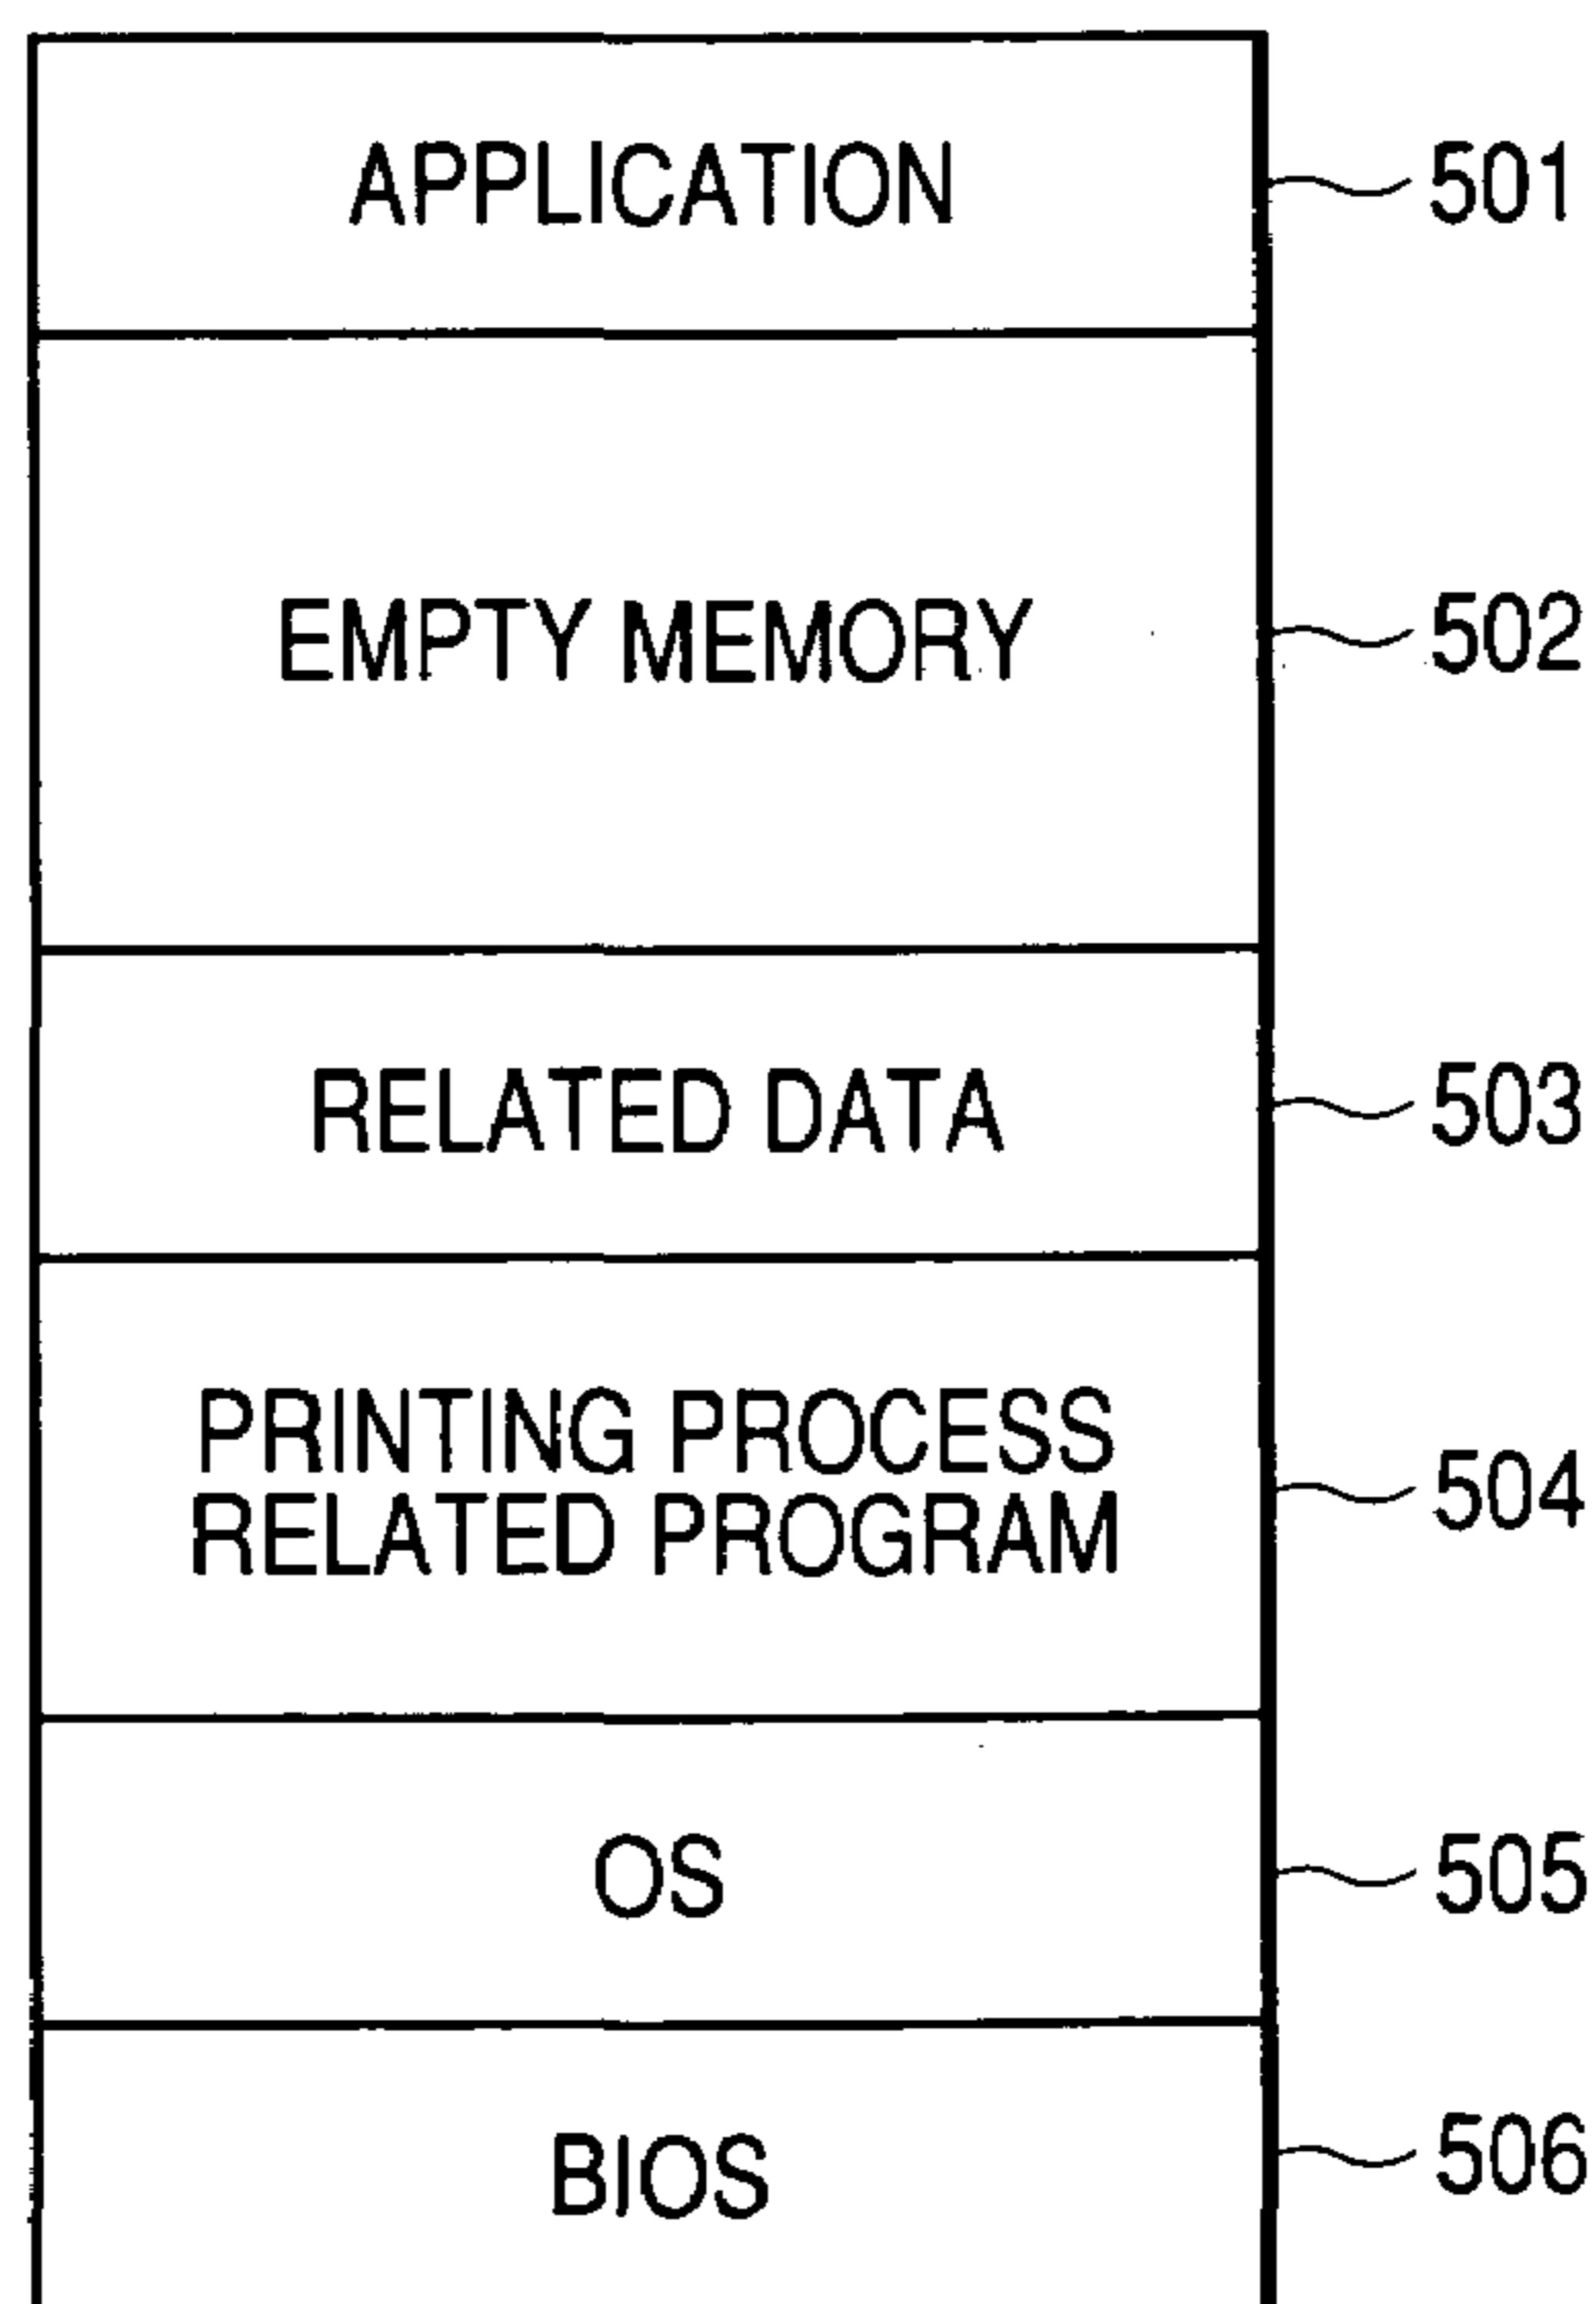 APPLICATION 501
EMPTY MEMORY 502
RELATED DATA 503
PRINTING PROCESS
RELATED PROGRAM 504
OS 505
BIOS 506